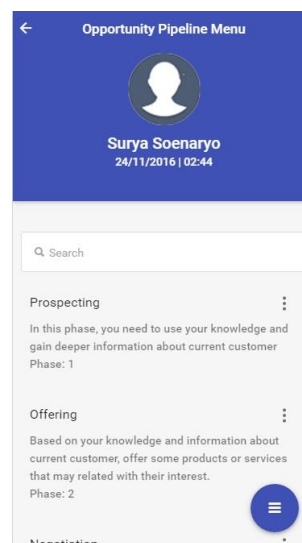 Opportunity Pipeline Menu
Surya Soenaryo
24/11/2016 | 02:44
Search
Prospecting
In this phase, you need to use your knowledge and
gain deeper information about current customer
Phase: 1
Offering
Based on your knowledge and information about
current customer, offer some products or services
that may related with their interest.
Phase: 2
Negotiation